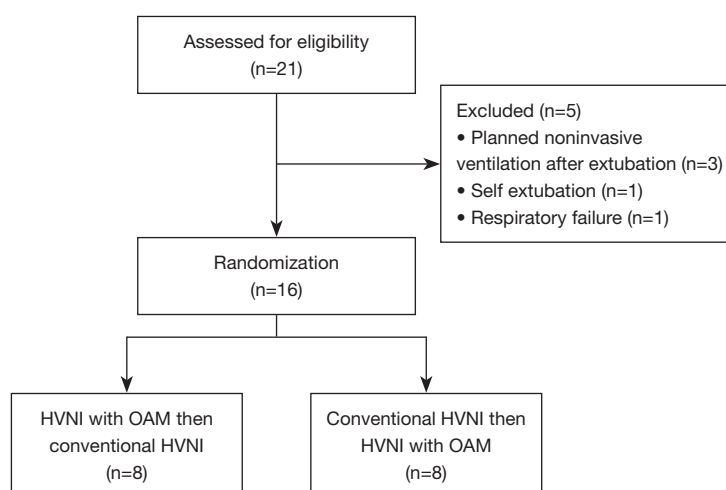 Assessed for eligibility
(n=21)
Excluded (n=5)
• Planned noninvasive
ventilation after extubation (n=3)
• Self extubation (n=1)
• Respiratory failure (n=1)
Randomization
(n=16)
HVNI with OAM then
conventional HVNI
(n=8)
Conventional HVNI then
HVNI with OAM
(n=8)